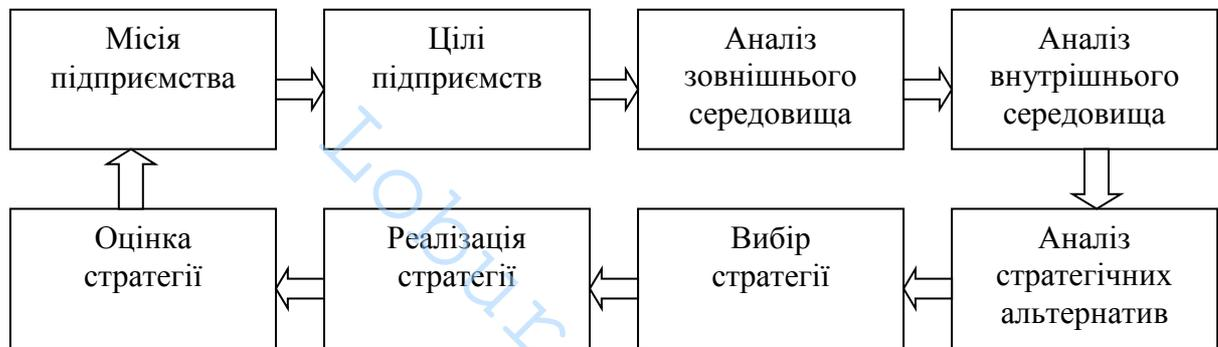 Місія
підприємства
Цілі
підприємств
Аналіз
зовнішнього
середовища
Аналіз
внутрішнього
середовища
Оцінка
стратегії
Реалізація
стратегії
Вибір
стратегії
Аналіз
стратегічних
альтернатив
Lobur